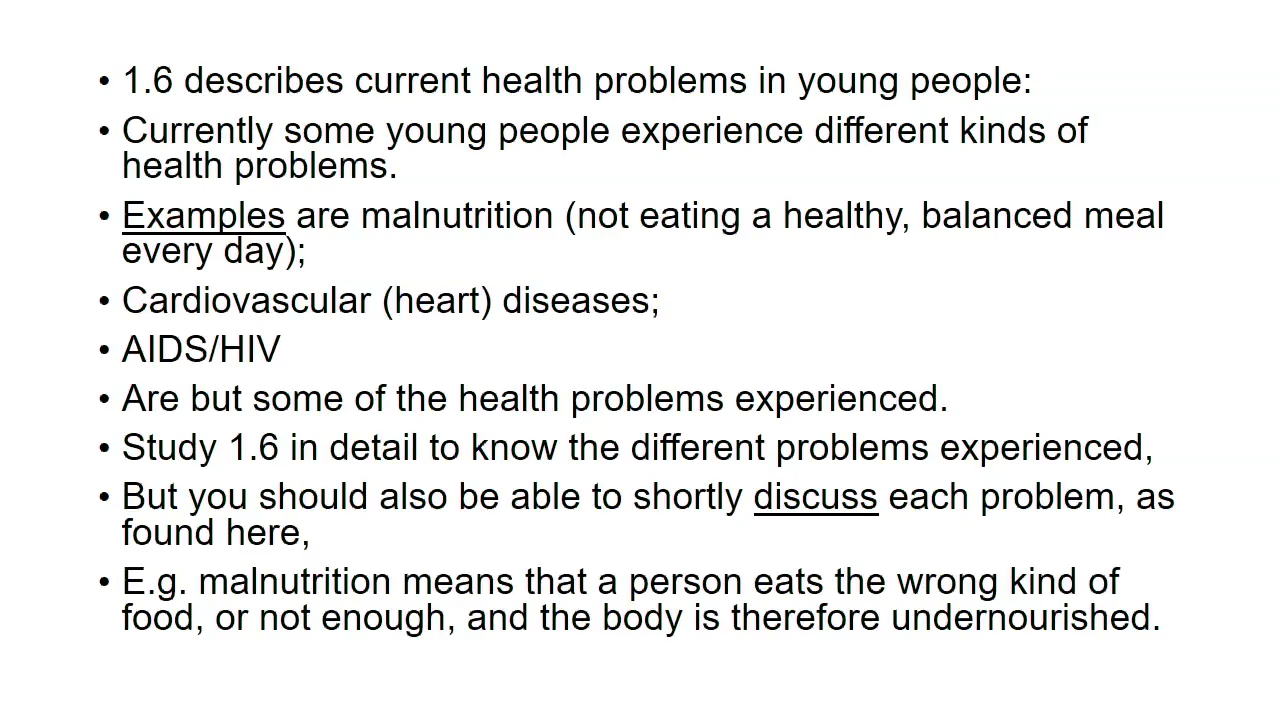 • 1.6 describes current health problems in young people:
• Currently some young people experience different kinds of
health problems.
• Examples are malnutrition (not eating a healthy, balanced meal
every day);
• Cardiovascular (heart) diseases;
• AIDS/HIV
• Are but some of the health problems experienced.
• Study 1.6 in detail to know the different problems experienced,
• But you should also be able to shortly discuss each problem, as
found here,
• E.g. malnutrition means that a person eats the wrong kind of
food, or not enough, and the body is therefore undernourished.